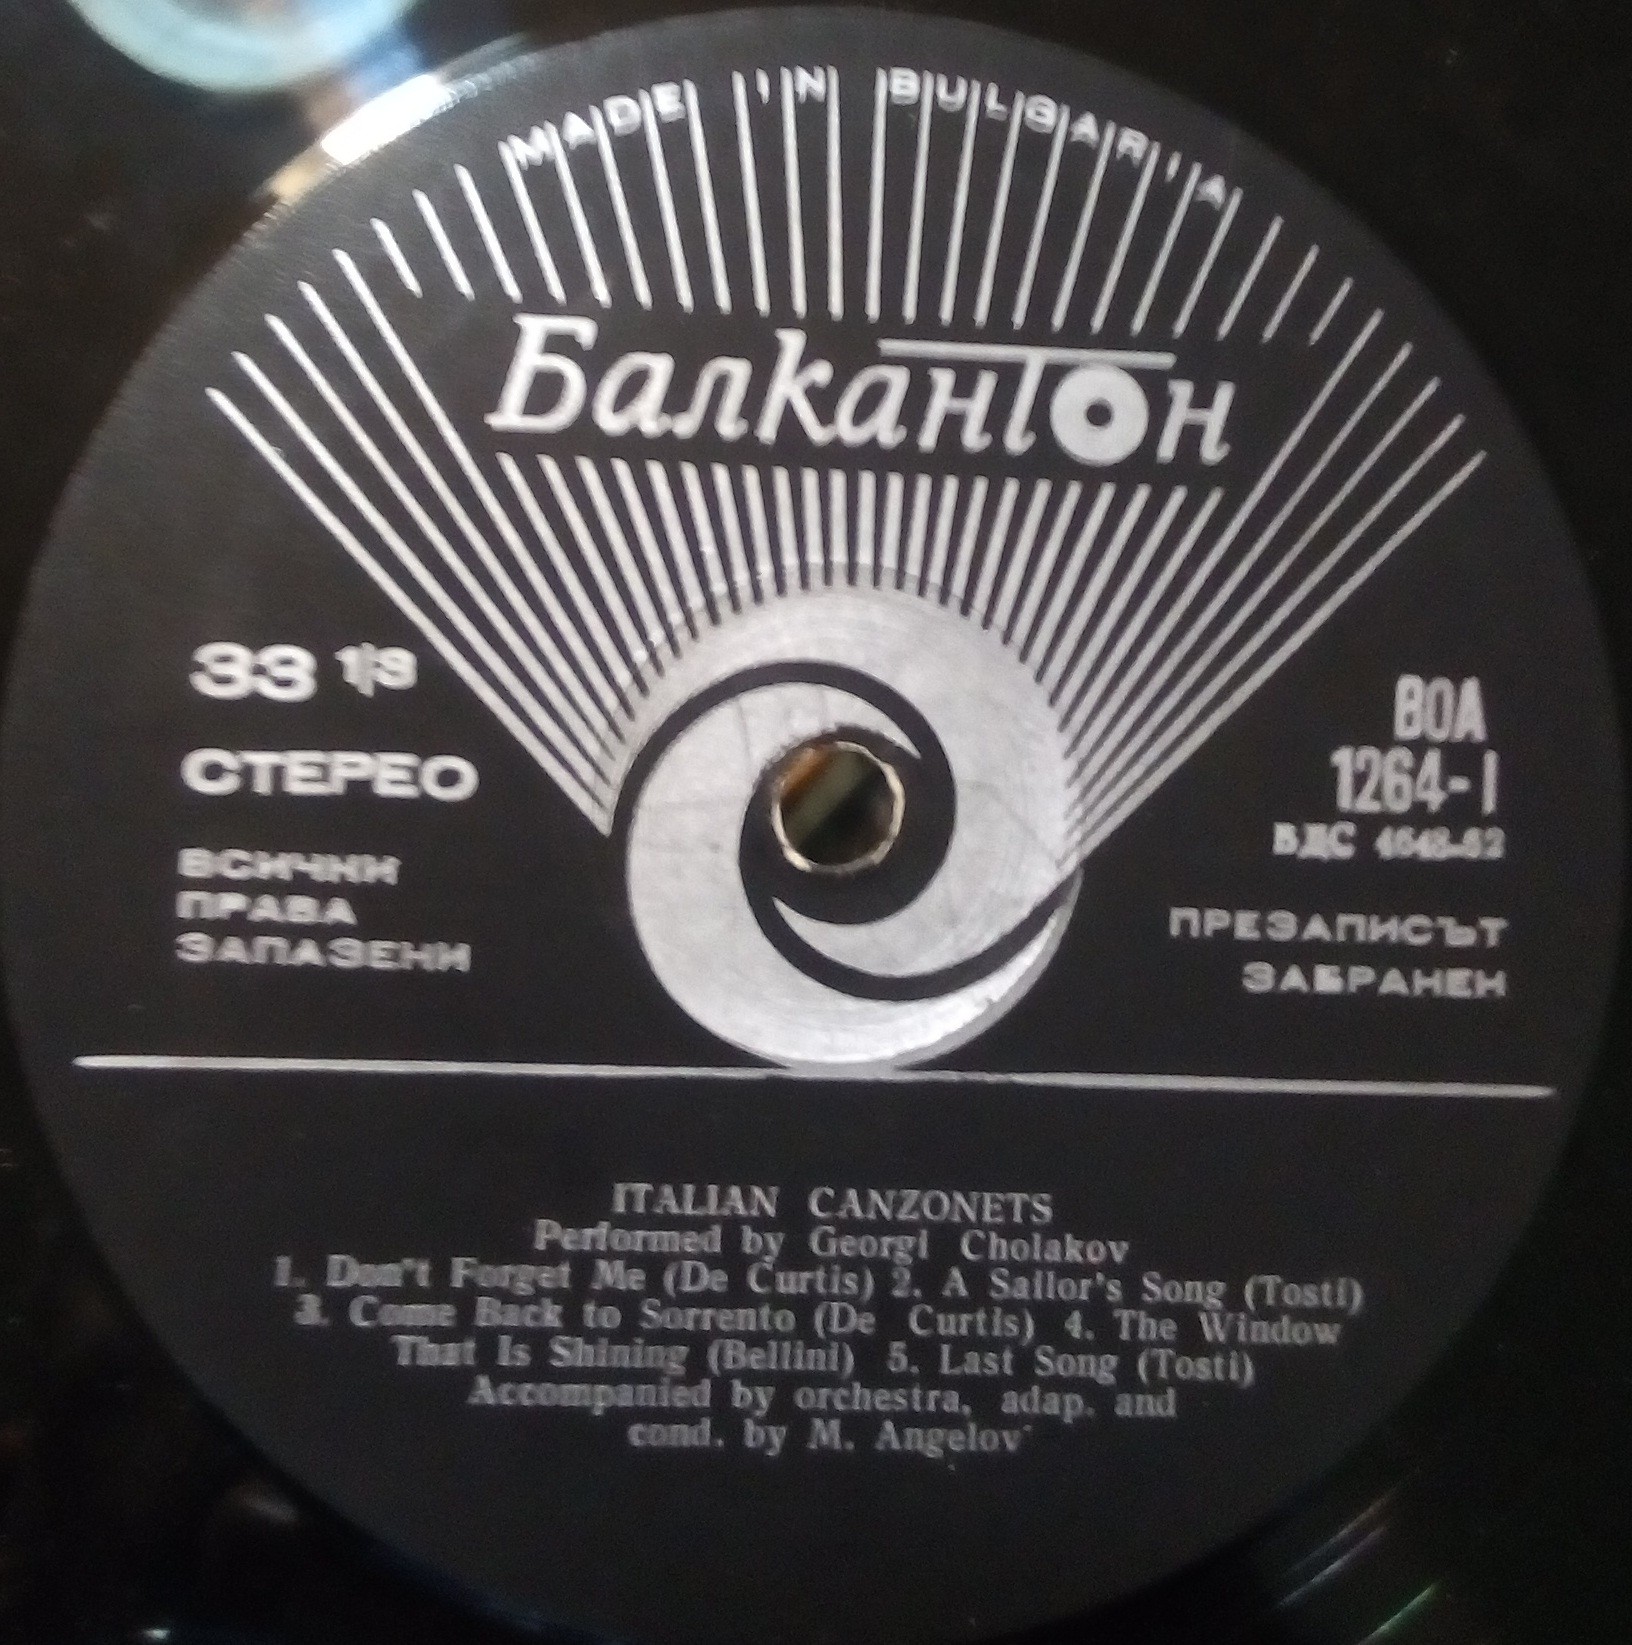 MADE IN BULGARIA
Балкантон
33 1/3
СТЕРЕО
ВСИЧКИ
ПРАВА
ЗАПАЗЕНИ
ВОА
1264-I
БДС 4648-62
ПРЕЗАПИСЪТ
ЗАБРАНЕН
ITALIAN CANZONETS
Performed by Georgi Cholakov
1. Don't Forget Me (De Curtis) 2. A Sailor's Song (Tosti)
3. Come Back to Sorrento (De Curtis) 4. The Window
That Is Shining (Bellini) 5. Last Song (Tosti)
Accompanied by orchestra, adap. and
cond. by M. Angelov